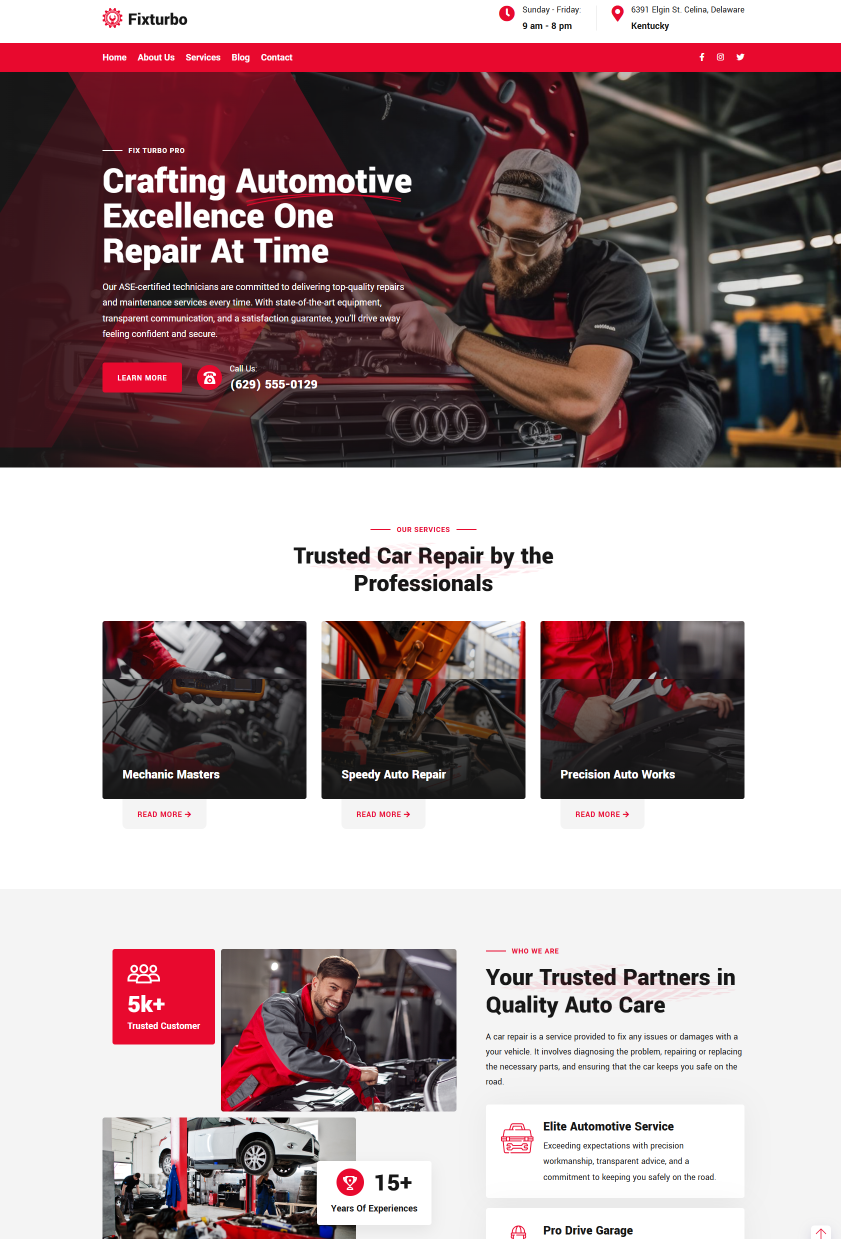 Fixturbo
Sunday - Friday:
9 am - 8 pm
6391 Elgin St. Celina, Delaware
Kentucky
Home About Us Services Blog Contact
FIX TURBO PRO
Crafting Automotive
Excellence One
Repair At Time
Our ASE-certified technicians are committed to delivering top-quality repairs
and maintenance services every time. With state-of-the-art equipment,
transparent communication, and a satisfaction guarantee, you'll drive away
feeling confident and secure.
LEARN MORE
Call Us:
(629) 555-0129
OUR SERVICES
Trusted Car Repair by the
Professionals
Mechanic Masters
Speedy Auto Repair
Precision Auto Works
READ MORE →
READ MORE →
READ MORE →
5k+
Trusted Customer
15+
Years Of Experiences
WHO WE ARE
Your Trusted Partners in
Quality Auto Care
A car repair is a service provided to fix any issues or damages with a
your vehicle. It involves diagnosing the problem, repairing or replacing
the necessary parts, and ensuring that the car keeps you safe on the
road.
Elite Automotive Service
Exceeding expectations with precision
workmanship, transparent advice, and a
commitment to keeping you safely on the road.
Pro Drive Garage